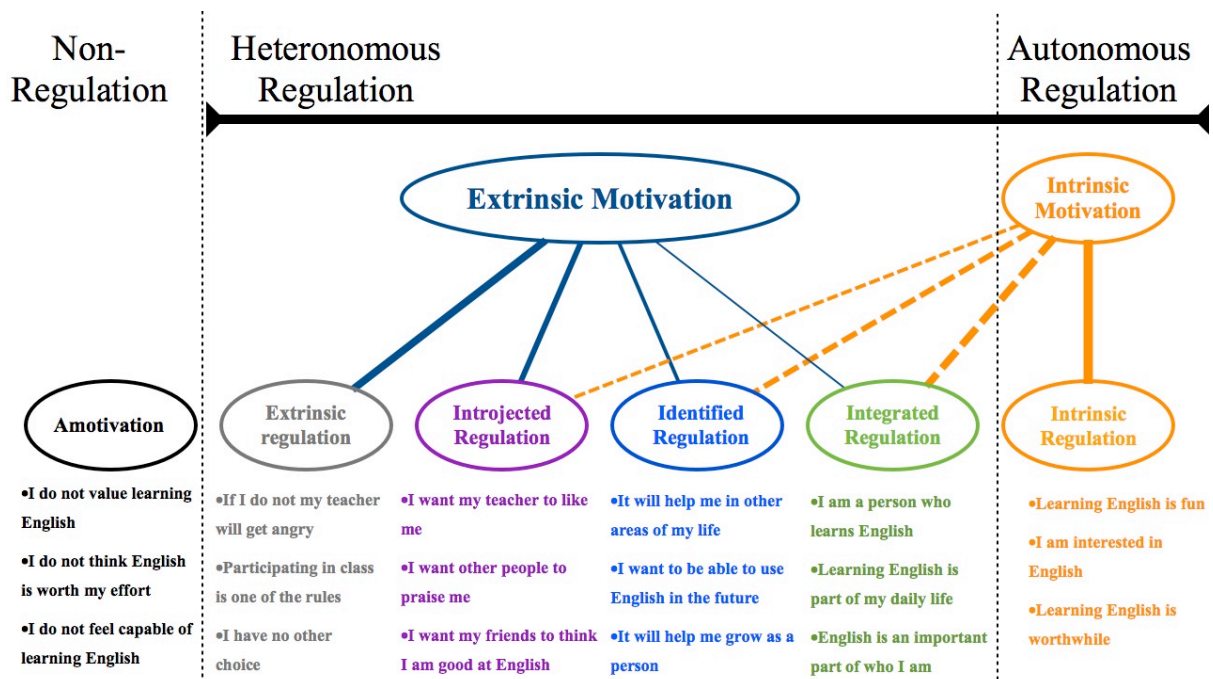 Non-
Regulation
Heteronomous
Regulation
Autonomous
Regulation
Extrinsic Motivation
Intrinsic
Motivation
Amotivation
Extrinsic
regulation
Introjected
Regulation
Identified
Regulation
Integrated
Regulation
Intrinsic
Regulation
•I do not value learning
English
•I do not think English
is worth my effort
•I do not feel capable of
learning English
•If I do not my teacher
will get angry
•Participating in class
is one of the rules
•I have no other
choice
•I want my teacher to like
me
•I want other people to
praise me
•I want my friends to think
I am good at English
•It will help me in other
areas of my life
•I want to be able to use
English in the future
•It will help me grow as a
person
•I am a person who
learns English
•Learning English is
part of my daily life
•English is an important
part of who I am
•Learning English is fun
•I am interested in
English
•Learning English is
worthwhile